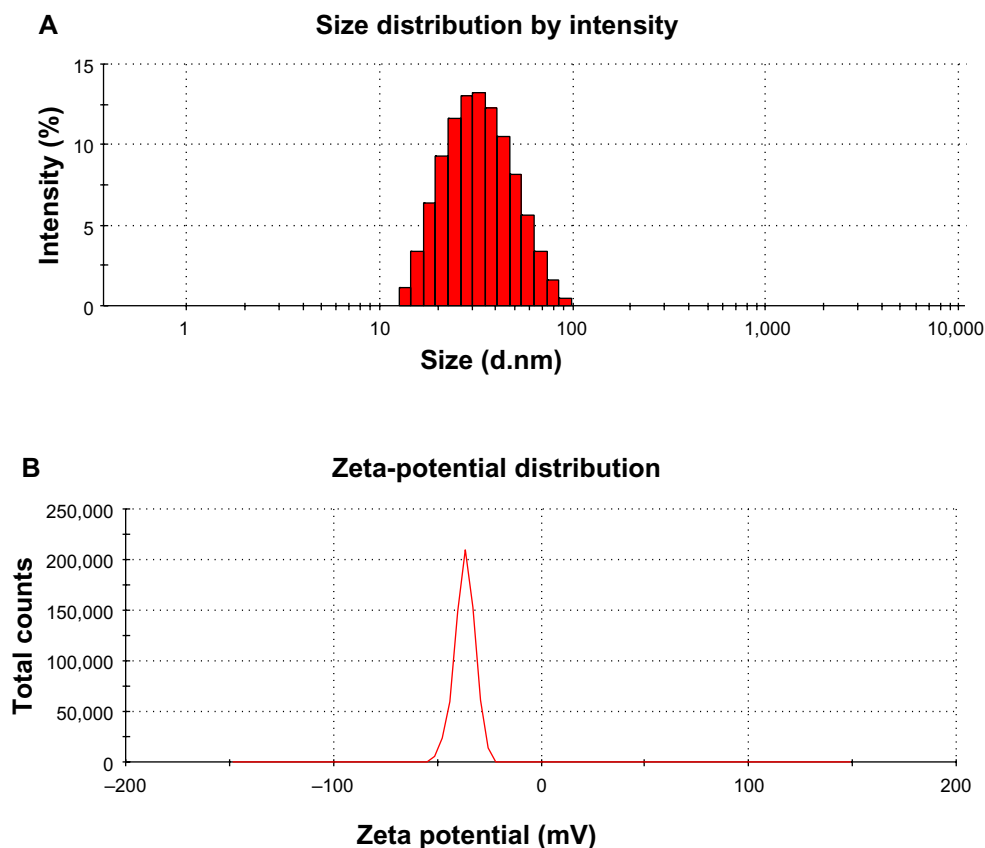 A
Size distribution by intensity
15
10
5
0
Intensity (%)
1
10
100
1,000
10,000
Size (d.nm)
B
Zeta-potential distribution
250,000
200,000
150,000
100,000
50,000
0
Total counts
–200
–100
0
100
200
Zeta potential (mV)